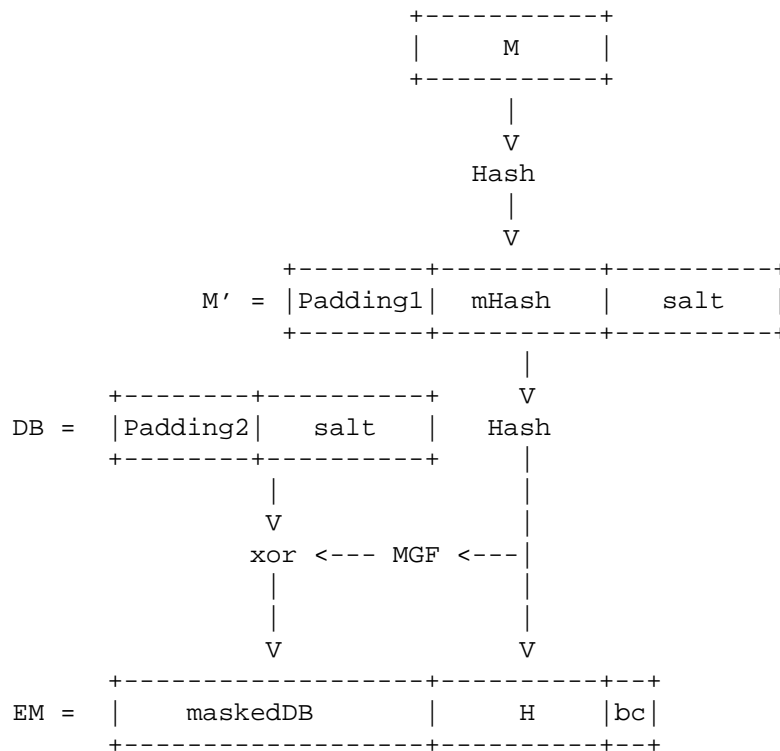 M
Hash
M' = Padding1 mHash salt
DB = Padding2 salt Hash
xor <--- MGF <---
EM = maskedDB H bc